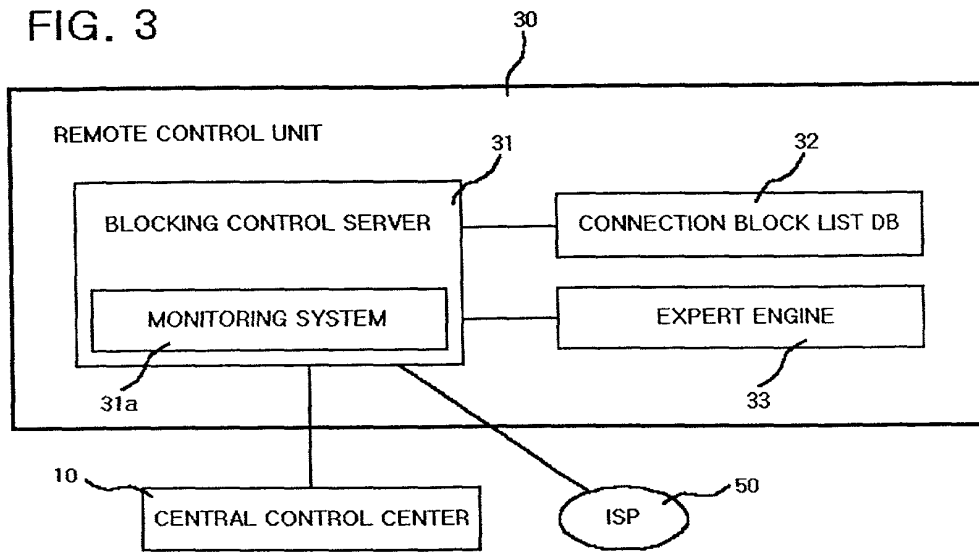 FIG. 3
30
REMOTE CONTROL UNIT
31
32
BLOCKING CONTROL SERVER
CONNECTION BLOCK LIST DB
MONITORING SYSTEM
EXPERT ENGINE
31a
33
10
50
CENTRAL CONTROL CENTER
ISP